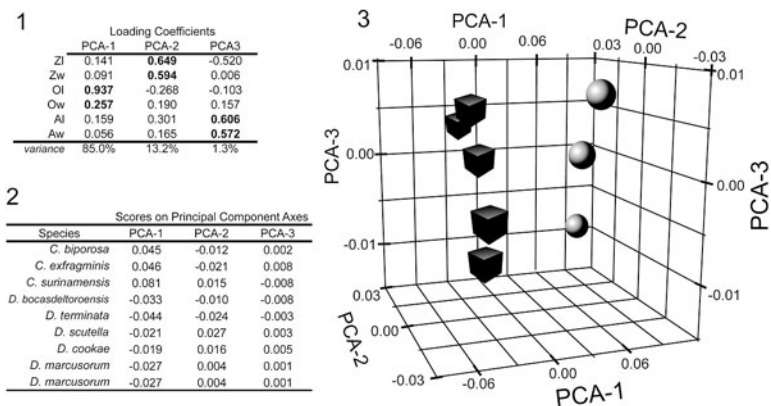 1
Loading Coefficients
PCA-1 PCA-2 PCA3
Zl 0.141 0.649 -0.520
Zw 0.091 0.594 0.006
Ol 0.937 -0.268 -0.103
Ow 0.257 0.190 0.157
Al 0.159 0.301 0.606
Aw 0.056 0.165 0.572
variance 85.0% 13.2% 1.3%
2
Scores on Principal Component Axes
Species PCA-1 PCA-2 PCA-3
C. biporosa 0.045 -0.012 0.002
C. exfragminis 0.046 -0.021 0.008
C. surinamensis 0.081 0.015 -0.008
D. bocasdeltoroensis -0.033 -0.010 -0.008
D. terminata -0.044 -0.024 -0.003
D. scutella -0.021 0.027 0.003
D. cookae -0.019 0.016 0.005
D. marcusorum -0.027 0.004 0.001
D. marcusorum -0.027 0.004 0.001
3
PCA-1 PCA-2
-0.06 0.00 0.06 0.03 0.00 -0.03
0.01 0.01
PCA-3
0.00 0.00
PCA-3
-0.01 -0.01
0.03
PCA-2
0.00
-0.03
-0.06 0.00 0.06
PCA-1